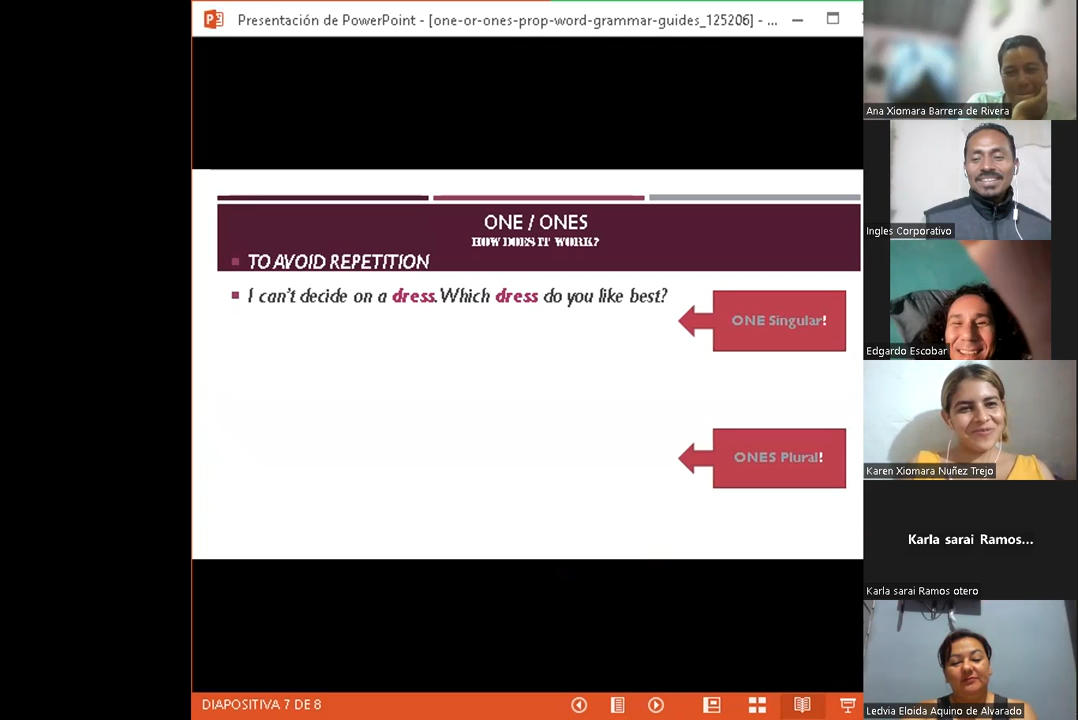 Presentación de PowerPoint - [one-or-ones-prop-word-grammar-guides_125206] - ...
ONE / ONES
HOW DOES IT WORK?
TO AVOID REPETITION
I can't decide on a dress. Which dress do you like best?
ONE Singular!
ONES Plural!
DIAPOSITIVA 7 DE 8
Ana Xiomara Barrera de Rivera
Ingles Corporativo
Edgardo Escobar
Karen Xiomara Nuñez Trejo
Karla sarai Ramos...
Karla sarai Ramos otero
Ledvia Eloida Aquino de Alvarado